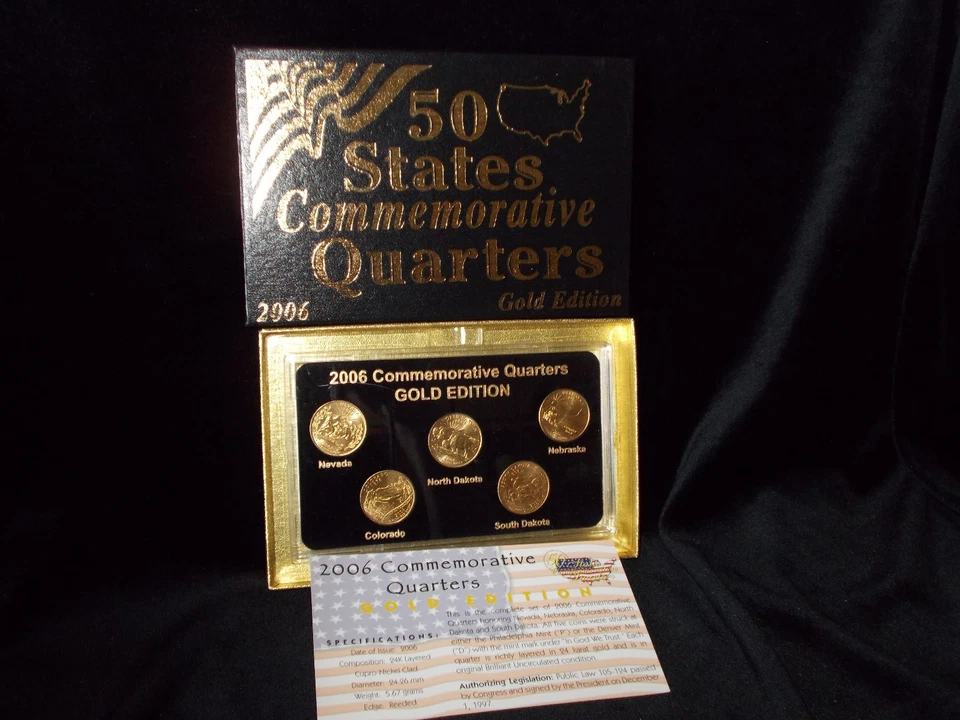 50
States
Commemorative
Quarters
2006
Gold Edition
2006 Commemorative Quarters
GOLD EDITION
Nevada
North Dakota
Nebraska
Colorado
South Dakota
2006 Commemorative
Quarters
GOLD EDITION
SPECIFICATIONS:
Date of Issue: 2006
Composition: 24K Layered
Cupro Nickel Clad
Diameter: 24.26 mm
Weight: 5.67 grams
Edge: Reeded
This is the complete set of 2006 Commemorative
Quarters honoring Nevada, Nebraska, Colorado, North
Dakota and South Dakota. All five coins were struck at
either the Philadelphia Mint ("P") or the Denver Mint
("D") with the mint mark under "In God We Trust." Each
quarter is richly layered in 24 karat gold and is in
original Brilliant Uncirculated condition.
Authorizing Legislation: Public Law 105-124 passed
by Congress and signed by the President on December
1, 1997.